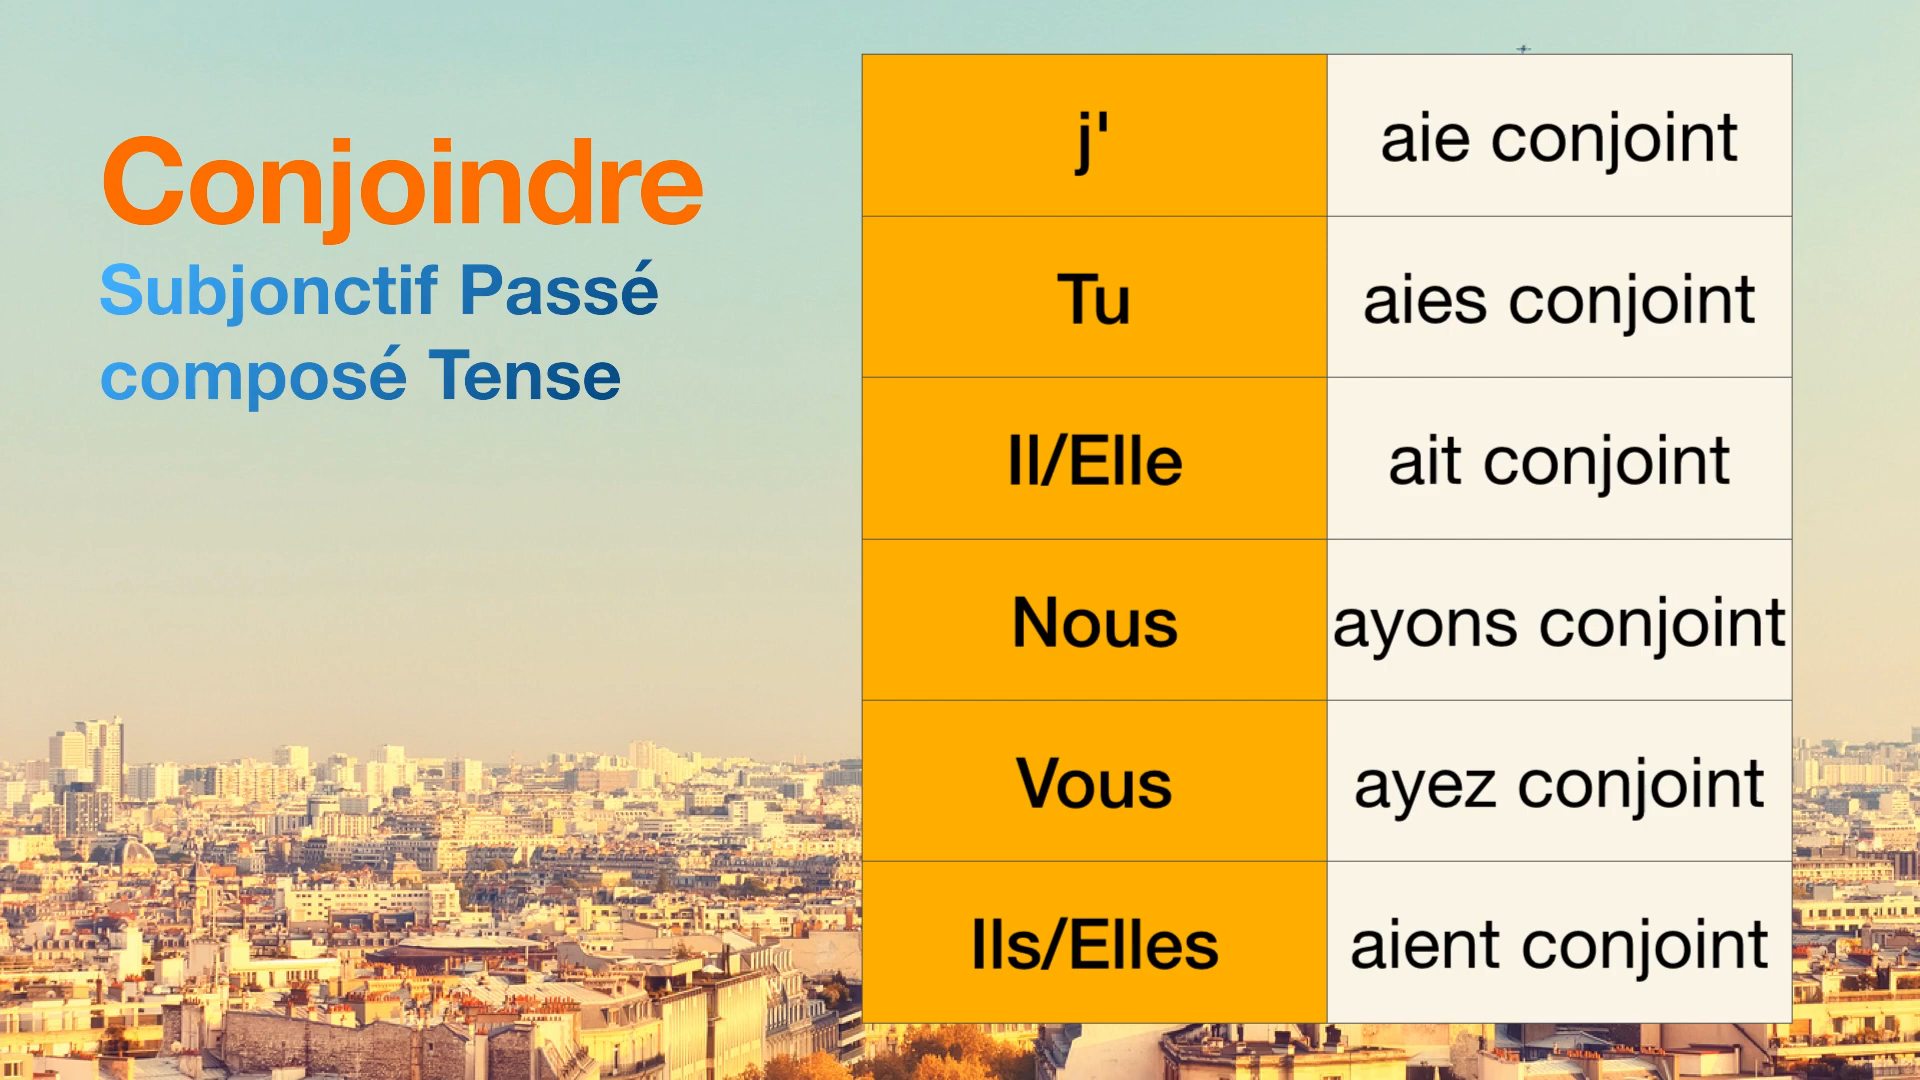 Conjoindre
Subjonctif Passé
composé Tense
j' aie conjoint
Tu aies conjoint
Il/Elle ait conjoint
Nous ayons conjoint
Vous ayez conjoint
Ils/Elles aient conjoint